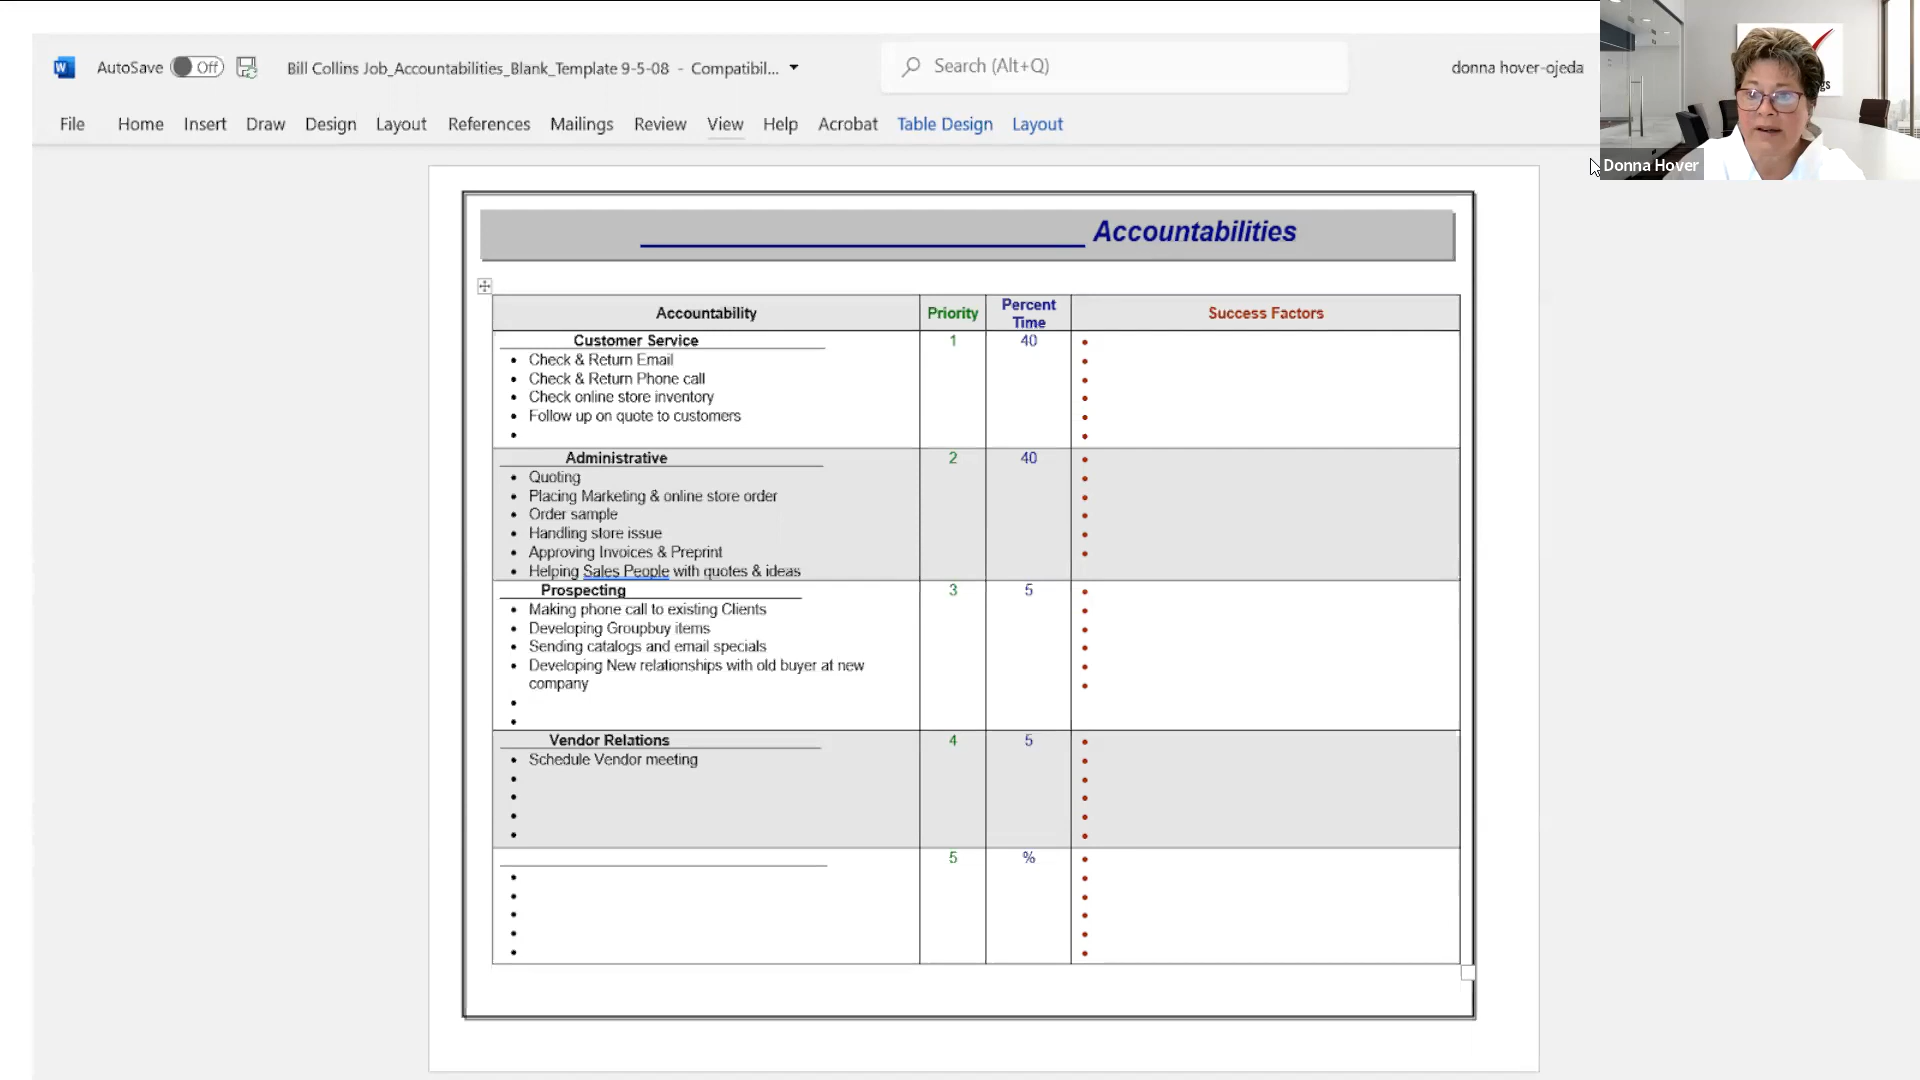 AutoSave Off Bill Collins Job_Accountabilities_Blank_Template 9-5-08 - Compatibil... Search (Alt+Q) donna hover-ojeda
File Home Insert Draw Design Layout References Mailings Review View Help Acrobat Table Design Layout
Donna Hover
Accountabilities
Accountability Priority Percent Time Success Factors
Customer Service 1 40
Check & Return Email
Check & Return Phone call
Check online store inventory
Follow up on quote to customers
Administrative 2 40
Quoting
Placing Marketing & online store order
Order sample
Handling store issue
Approving Invoices & Preprint
Helping Sales People with quotes & ideas
Prospecting 3 5
Making phone call to existing Clients
Developing Groupbuy items
Sending catalogs and email specials
Developing New relationships with old buyer at new
company
Vendor Relations 4 5
Schedule Vendor meeting
5 %